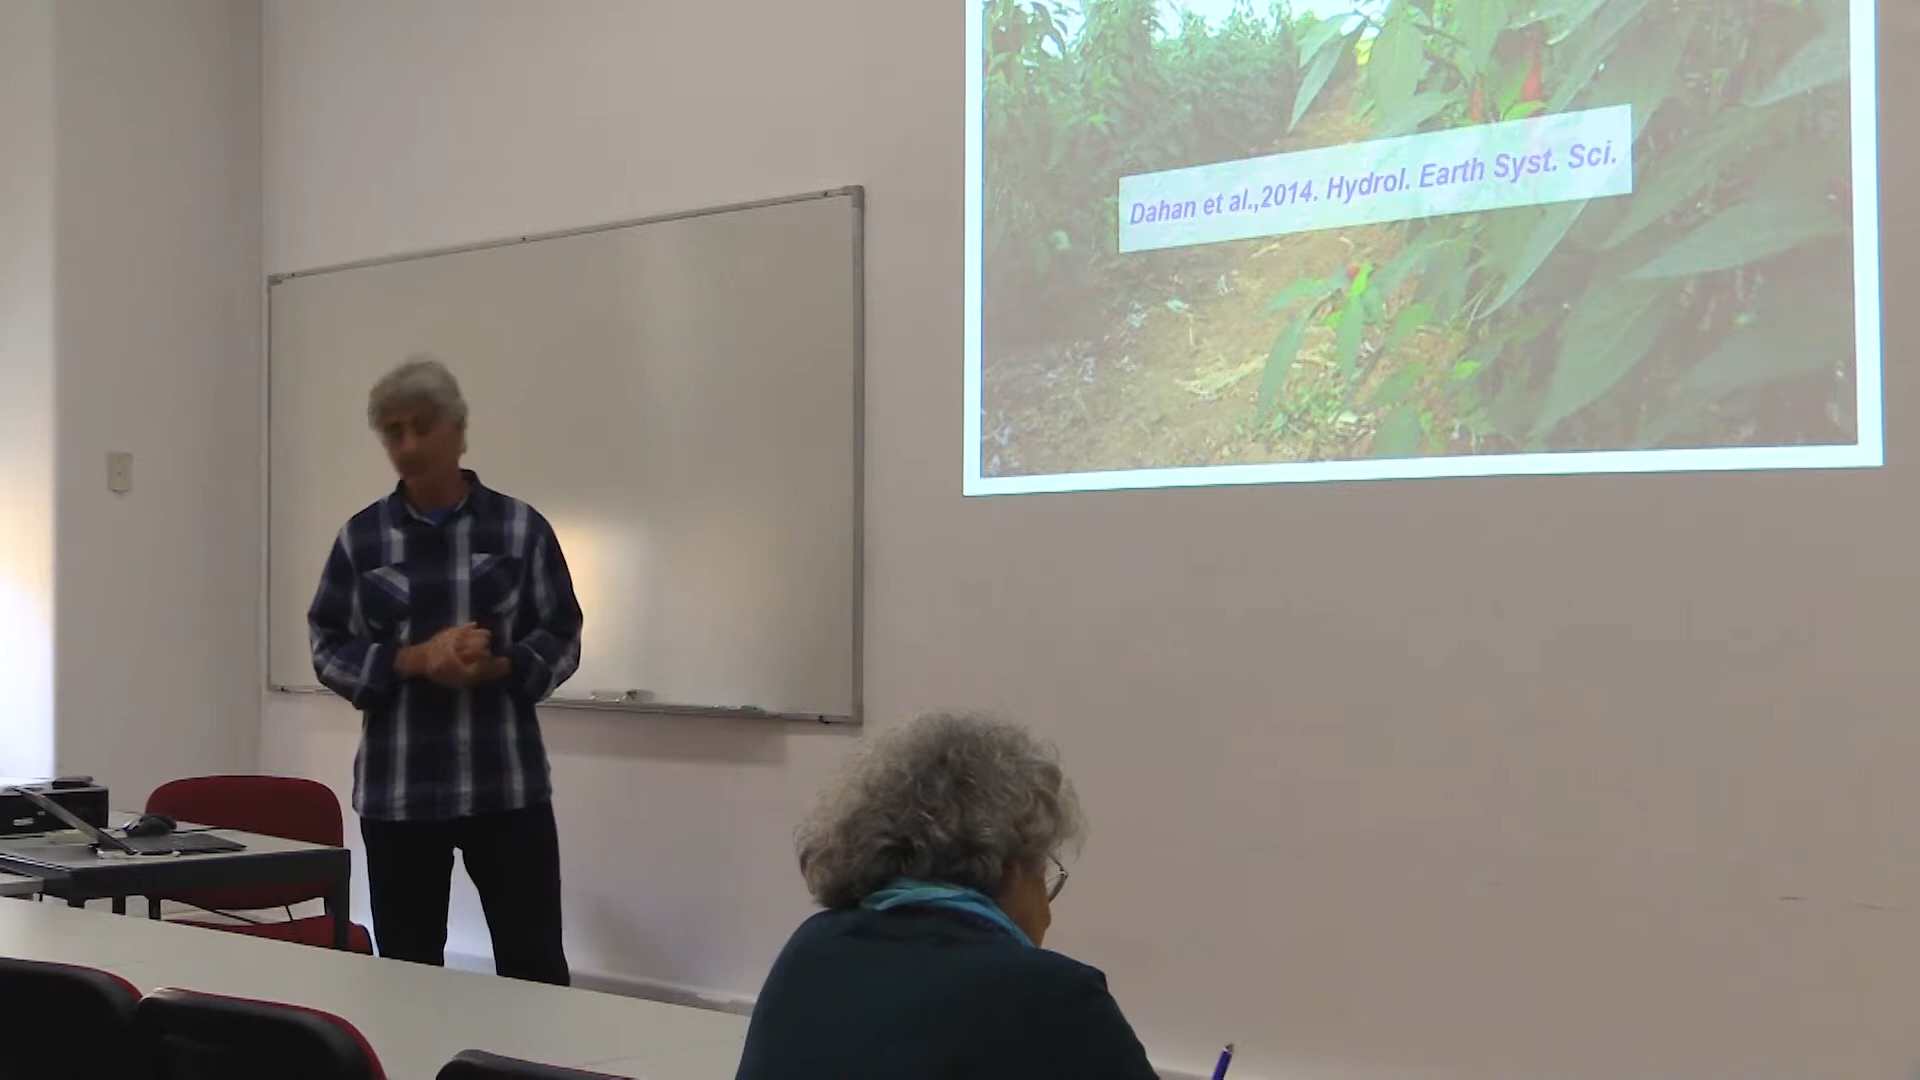 Dahan et al.,2014. Hydrol. Earth Syst. Sci.